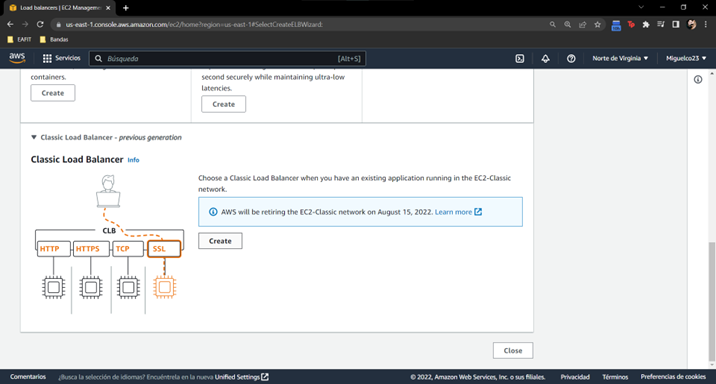 Load balancers | EC2 Managemen
us-east-1.console.aws.amazon.com/ec2/home?region=us-east-1#SelectCreateELBWizard:
EAFIT
Bandas
aws
Servicios
Búsqueda
[Alt+S]
Norte de Virginia
Miguelco23
containers.
Create
second securely while maintaining ultra-low
latencies.
Create
Classic Load Balancer - previous generation
Classic Load Balancer Info
Choose a Classic Load Balancer when you have an existing application running in the EC2-Classic
network.
AWS will be retiring the EC2-Classic network on August 15, 2022. Learn more
Create
CLB
HTTP
HTTPS
TCP
SSL
Close
Comentarios
¿Busca la selección de idiomas? Encuéntrela en la nueva Unified Settings
© 2022, Amazon Web Services, Inc. o sus filiales.
Privacidad
Términos
Preferencias de cookies